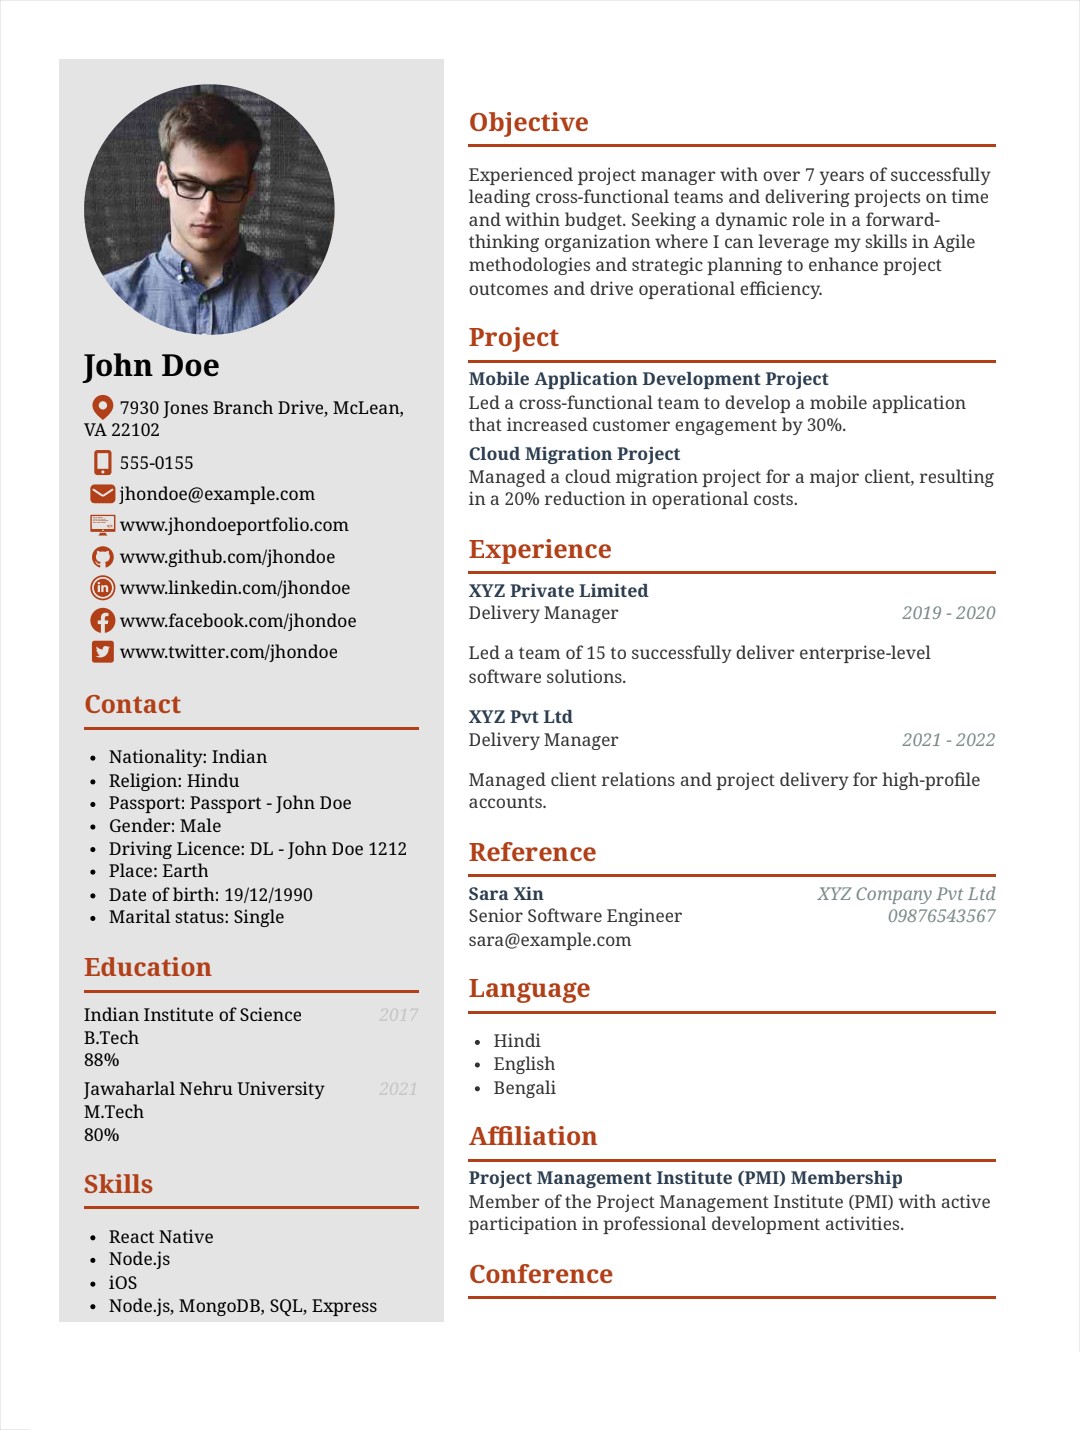 John Doe
7930 Jones Branch Drive, McLean,
VA 22102
555-0155
jhondoe@example.com
www.jhondoeportfolio.com
www.github.com/jhondoe
www.linkedin.com/jhondoe
www.facebook.com/jhondoe
www.twitter.com/jhondoe
Contact
• Nationality: Indian
• Religion: Hindu
• Passport: Passport - John Doe
• Gender: Male
• Driving Licence: DL - John Doe 1212
• Place: Earth
• Date of birth: 19/12/1990
• Marital status: Single
Education
Indian Institute of Science 2017
B.Tech
88%
Jawaharlal Nehru University 2021
M.Tech
80%
Skills
• React Native
• Node.js
• iOS
• Node.js, MongoDB, SQL, Express
Objective
Experienced project manager with over 7 years of successfully
leading cross-functional teams and delivering projects on time
and within budget. Seeking a dynamic role in a forward-
thinking organization where I can leverage my skills in Agile
methodologies and strategic planning to enhance project
outcomes and drive operational efficiency.
Project
Mobile Application Development Project
Led a cross-functional team to develop a mobile application
that increased customer engagement by 30%.
Cloud Migration Project
Managed a cloud migration project for a major client, resulting
in a 20% reduction in operational costs.
Experience
XYZ Private Limited
Delivery Manager 2019 - 2020
Led a team of 15 to successfully deliver enterprise-level
software solutions.
XYZ Pvt Ltd
Delivery Manager 2021 - 2022
Managed client relations and project delivery for high-profile
accounts.
Reference
Sara Xin XYZ Company Pvt Ltd
Senior Software Engineer 09876543567
sara@example.com
Language
• Hindi
• English
• Bengali
Affiliation
Project Management Institute (PMI) Membership
Member of the Project Management Institute (PMI) with active
participation in professional development activities.
Conference